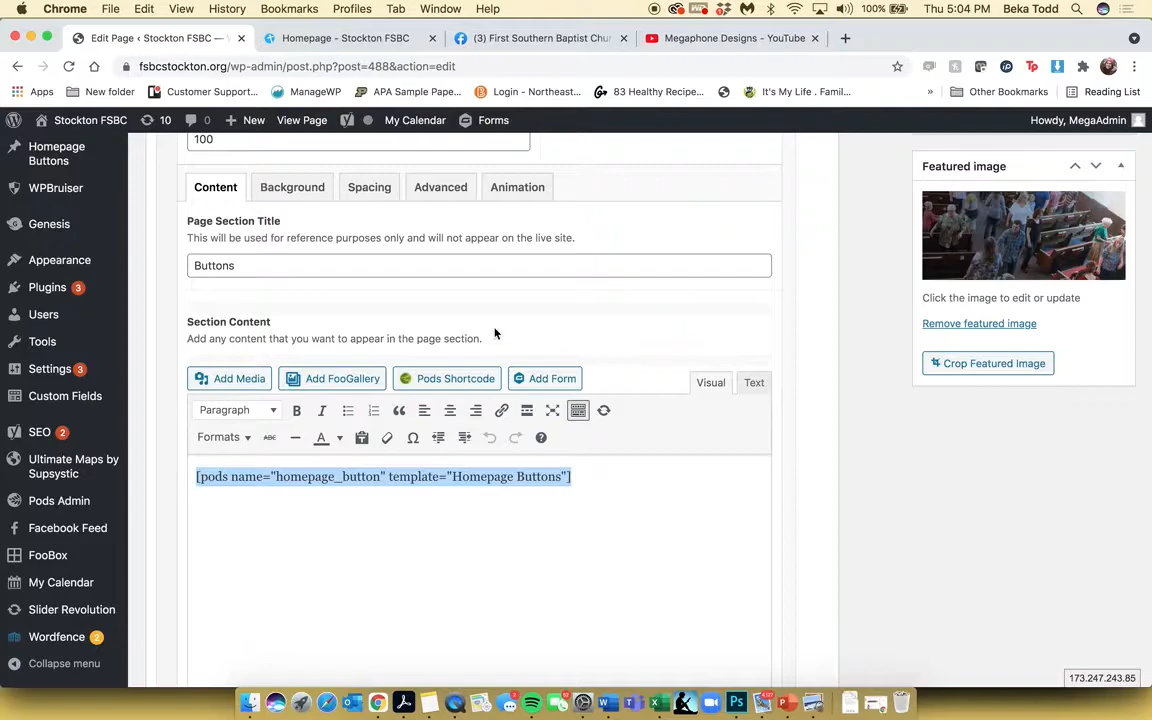 Chrome File Edit View History Bookmarks Profiles Tab Window Help 100% Thu 5:04 PM Beka Todd
Edit Page ‹ Stockton FSBC — Homepage - Stockton FSBC (3) First Southern Baptist Chur Megaphone Designs - YouTube
fsbcstockton.org/wp-admin/post.php?post=488&action=edit
Apps New folder Customer Support... ManageWP APA Sample Pape... Login - Northeast... 83 Healthy Recipe... It's My Life . Fami... » Other Bookmarks Reading List
Stockton FSBC 10 0 New View Page My Calendar Forms Howdy, MegaAdmin
Homepage
Buttons
WPBruiser
Genesis
Appearance
Plugins 3
Users
Tools
Settings 3
Custom Fields
SEO 2
Ultimate Maps by
Supsystic
Pods Admin
Facebook Feed
FooBox
My Calendar
Slider Revolution
Wordfence 2
Collapse menu
100
Content Background Spacing Advanced Animation
Page Section Title
This will be used for reference purposes only and will not appear on the live site.
Buttons
Section Content
Add any content that you want to appear in the page section.
Add Media Add FooGallery Pods Shortcode Add Form Visual Text
Paragraph
Formats ABC A
[pods name="homepage_button" template="Homepage Buttons"]
Featured image
Click the image to edit or update
Remove featured image
Crop Featured Image
173.247.243.85